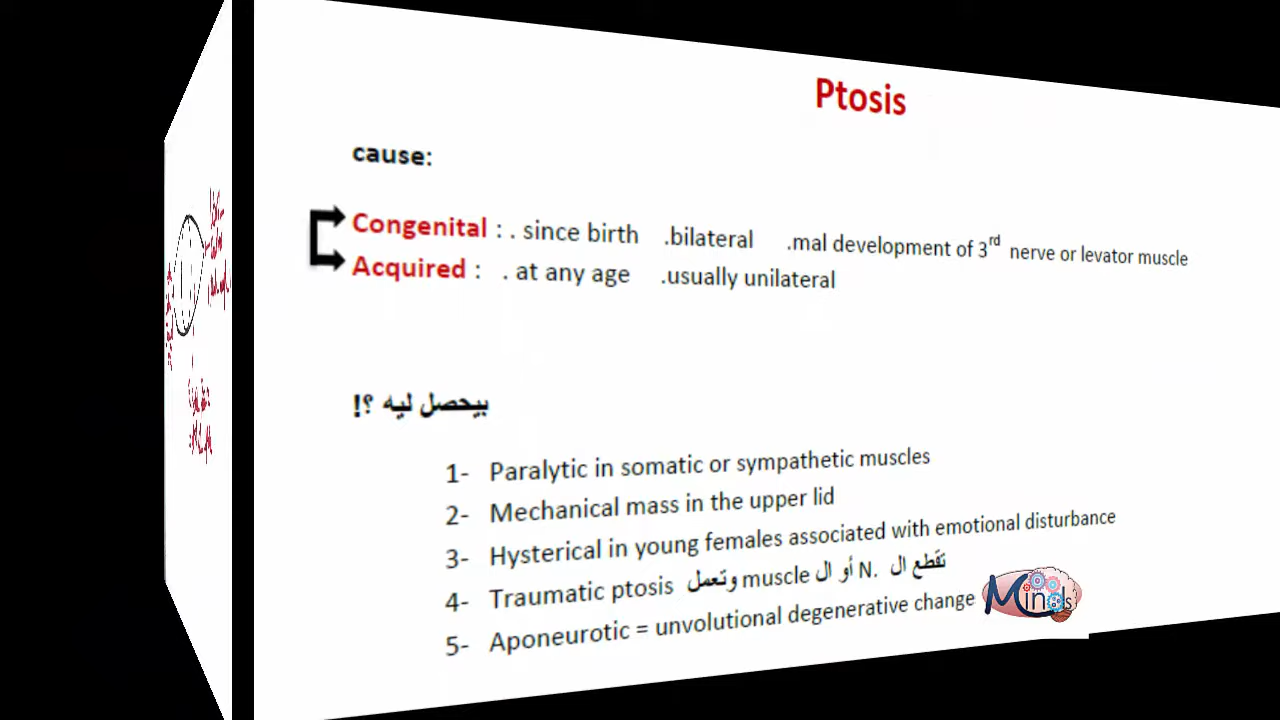 Ptosis
cause:
Congenital : . since birth .bilateral .mal development of 3rd nerve or levator muscle
Acquired : . at any age .usually unilateral
بيحصل ليه ؟!
1- Paralytic in somatic or sympathetic muscles
2- Mechanical mass in the upper lid
3- Hysterical in young females associated with emotional disturbance
4- Traumatic ptosis تقطع ال N. أو ال muscle وتعمل
5- Aponeurotic = unvolutional degenerative change
Minds